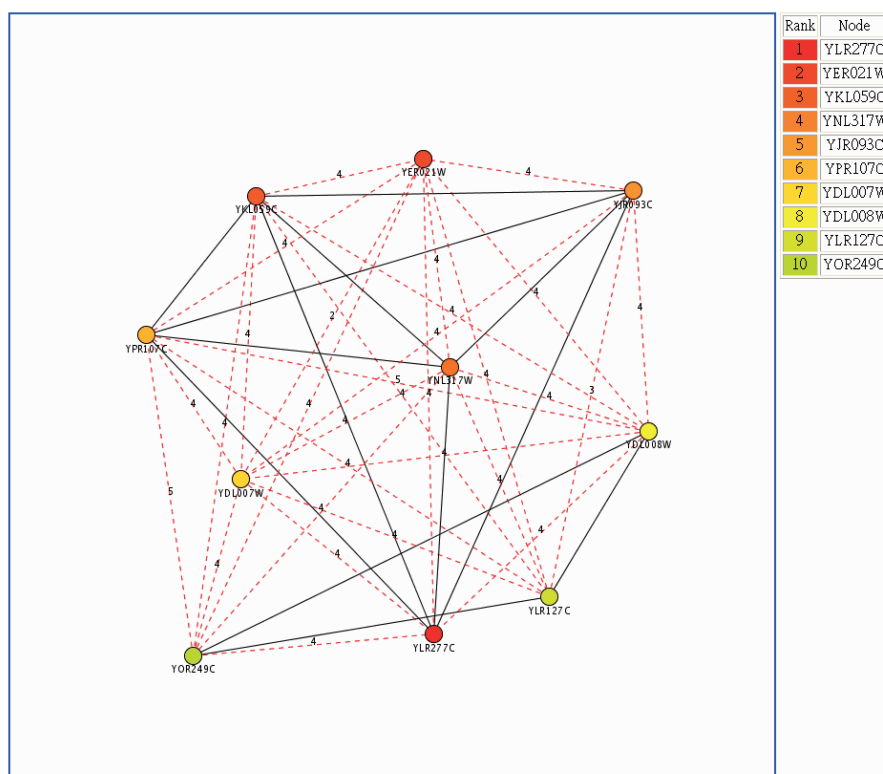 Rank Node
1 YLR277C
2 YER021W
3 YKL059C
4 YNL317W
5 YJR093C
6 YPR107C
7 YDL007W
8 YDL008W
9 YLR127C
10 YOR249C
4
4
YER021W
YKL059C
YJR093C
4
4
4
4
4
2
4
4
YPR107C
5
4
YNL317W
4
4
4
4
3
4
4
4
4
YDL008W
4
4
5
YDL007W
4
4
4
4
4
4
YLR127C
4
YLR277C
YOR249C